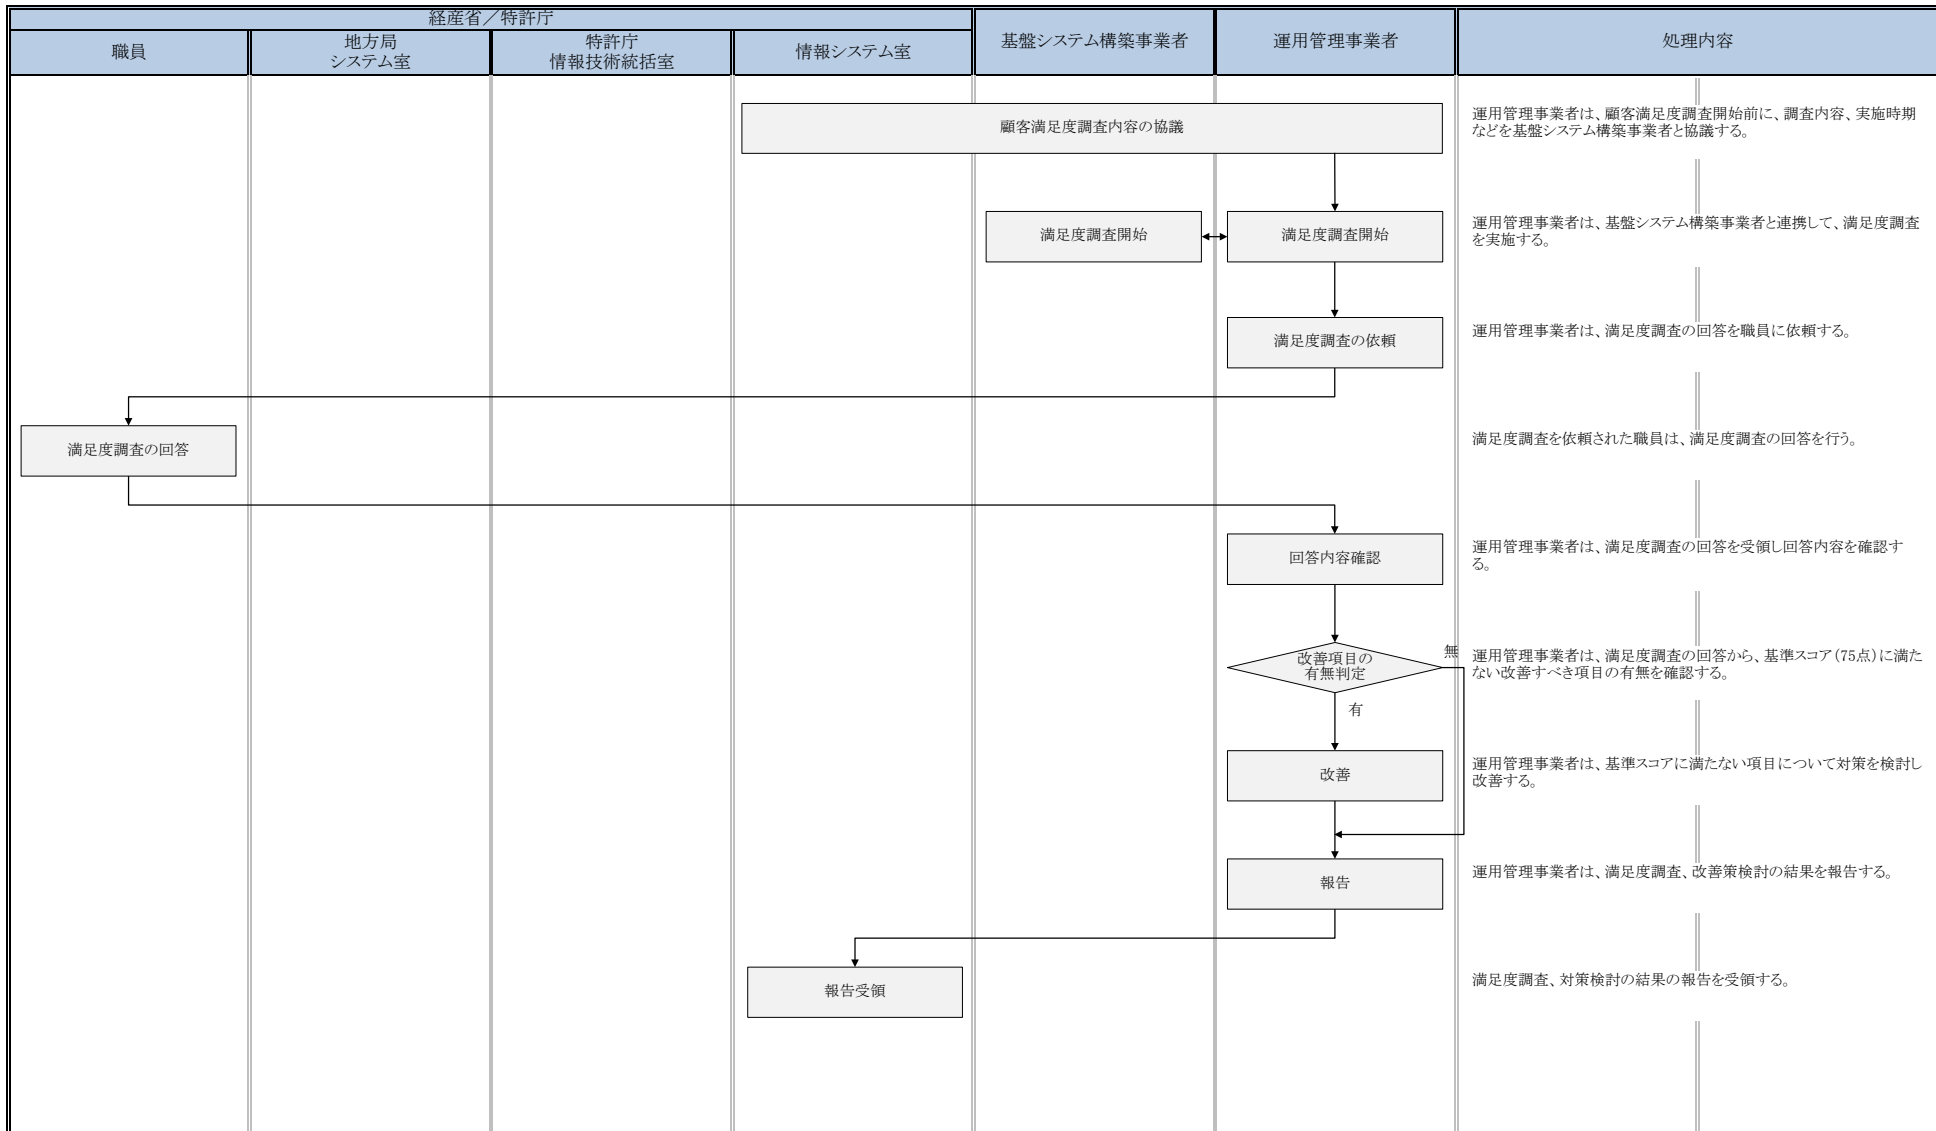 経産省／特許庁
職員
地方局
システム室
特許庁
情報技術統括室
情報システム室
基盤システム構築事業者
運用管理事業者
処理内容
顧客満足度調査内容の協議
運用管理事業者は、顧客満足度調査開始前に、調査内容、実施時期
などを基盤システム構築事業者と協議する。
満足度調査開始
満足度調査開始
運用管理事業者は、基盤システム構築事業者と連携して、満足度調査
を実施する。
満足度調査の依頼
運用管理事業者は、満足度調査の回答を職員に依頼する。
満足度調査の回答
満足度調査を依頼された職員は、満足度調査の回答を行う。
回答内容確認
運用管理事業者は、満足度調査の回答を受領し回答内容を確認す
る。
改善項目の
有無判定
無
有
運用管理事業者は、満足度調査の回答から、基準スコア（75点）に満た
ない改善すべき項目の有無を確認する。
改善
運用管理事業者は、基準スコアに満たない項目について対策を検討し
改善する。
報告
運用管理事業者は、満足度調査、改善策検討の結果を報告する。
報告受領
満足度調査、対策検討の結果の報告を受領する。